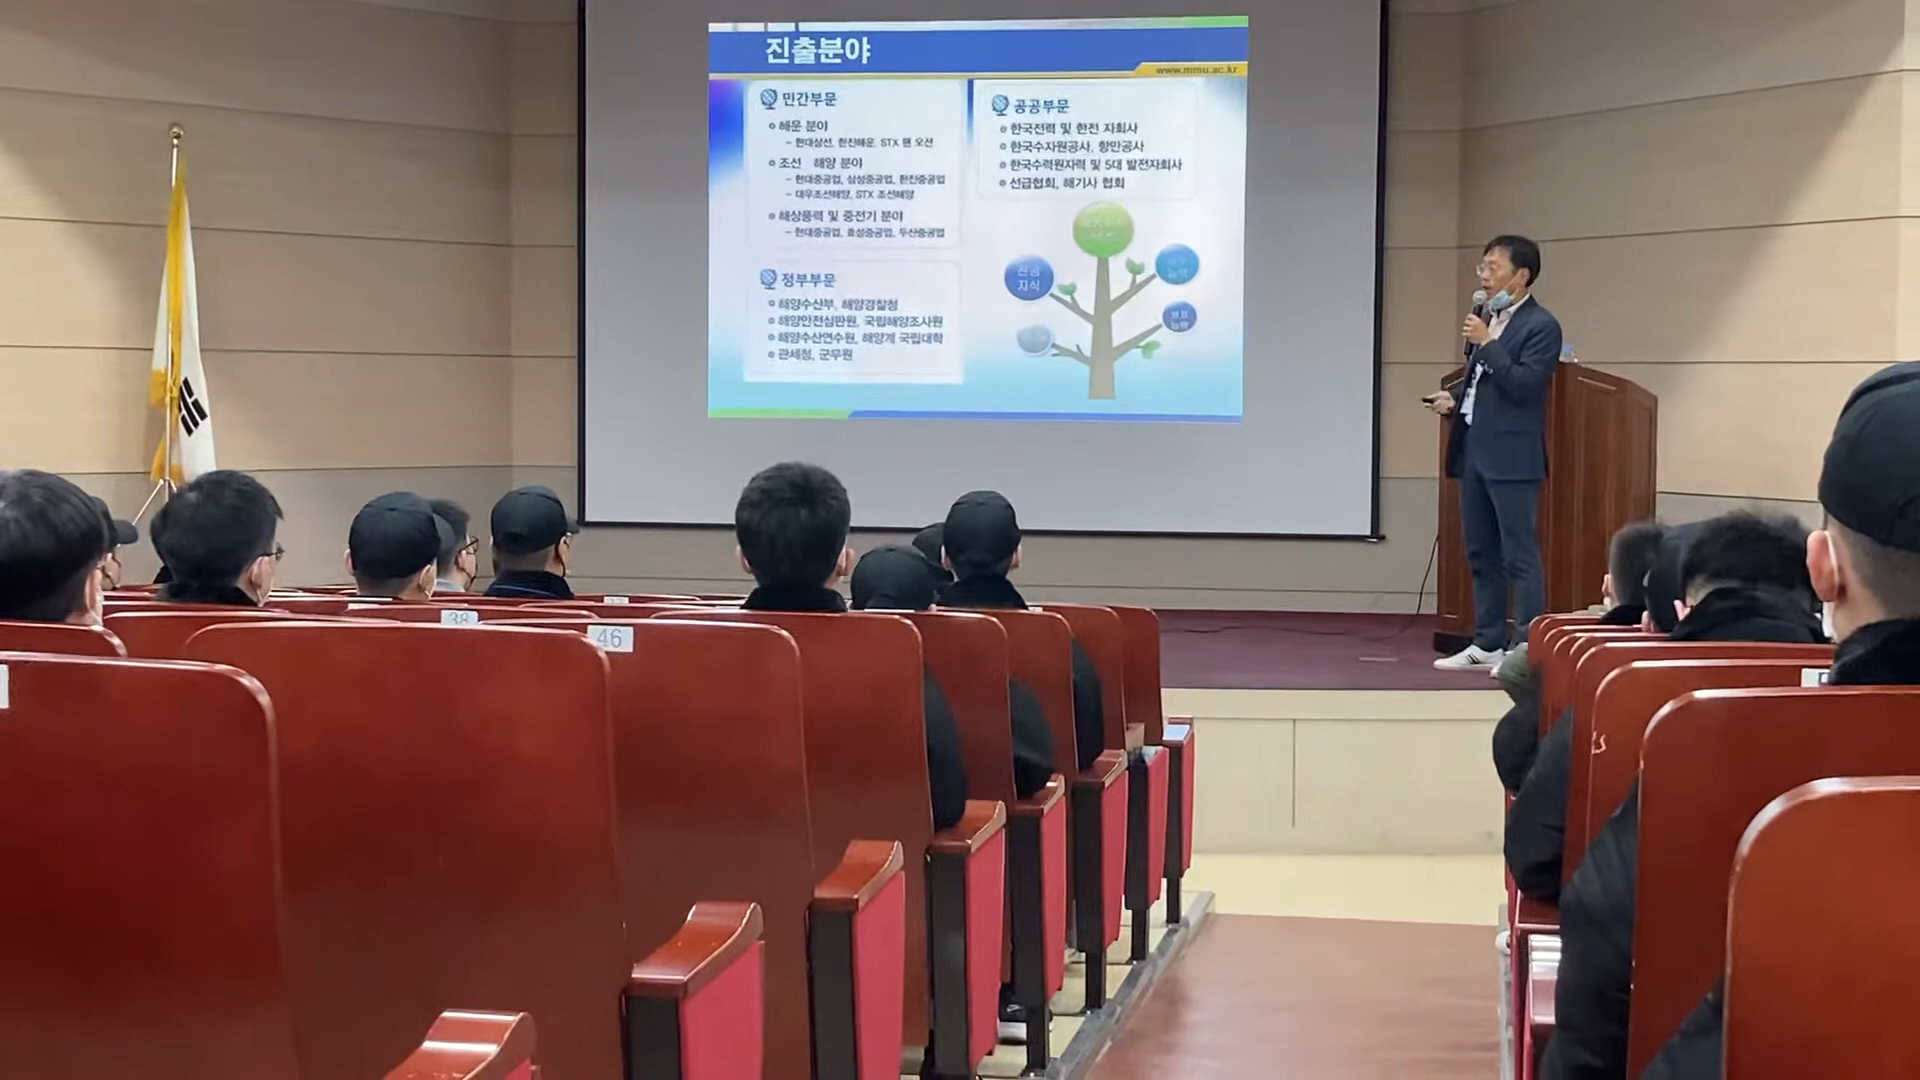 진출분야
www.mmu.ac.kr
민간부문
해운 분야
- 현대상선, 한진해운, STX 팬 오션
조선 해양 분야
- 현대중공업, 삼성중공업, 한진중공업
- 대우조선해양, STX 조선해양
해상풍력 및 중전기 분야
- 현대중공업, 효성중공업, 두산중공업
정부부문
해양수산부, 해양경찰청
해양안전심판원, 국립해양조사원
해양수산연수원, 해양계 국립대학
관세청, 군무원
공공부문
한국전력 및 한전 자회사
한국수자원공사, 항만공사
한국수력원자력 및 5대 발전자회사
선급협회, 해기사 협회
전공
지식
능력
능력
38
46